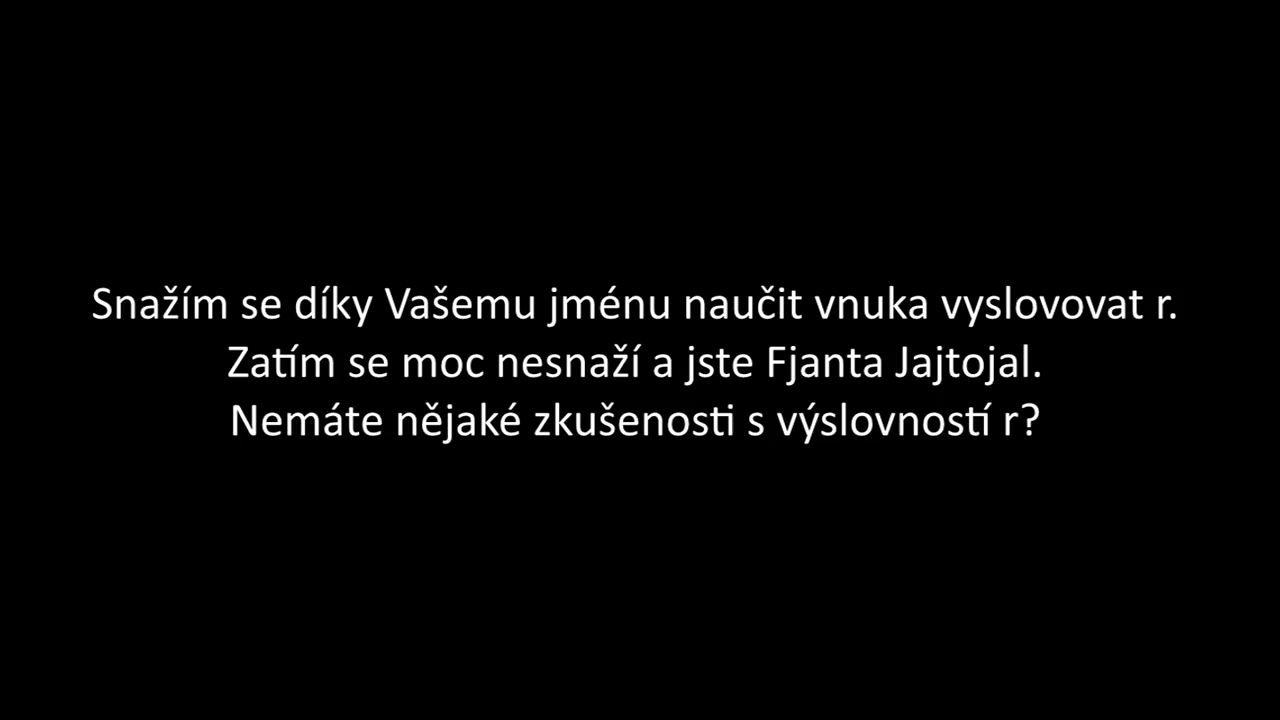 Snažím se díky Vašemu jménu naučit vnuka vyslovovat r.
Zatím se moc nesnaží a jste Fjanta Jajtojal.
Nemáte nějaké zkušenosti s výslovností r?